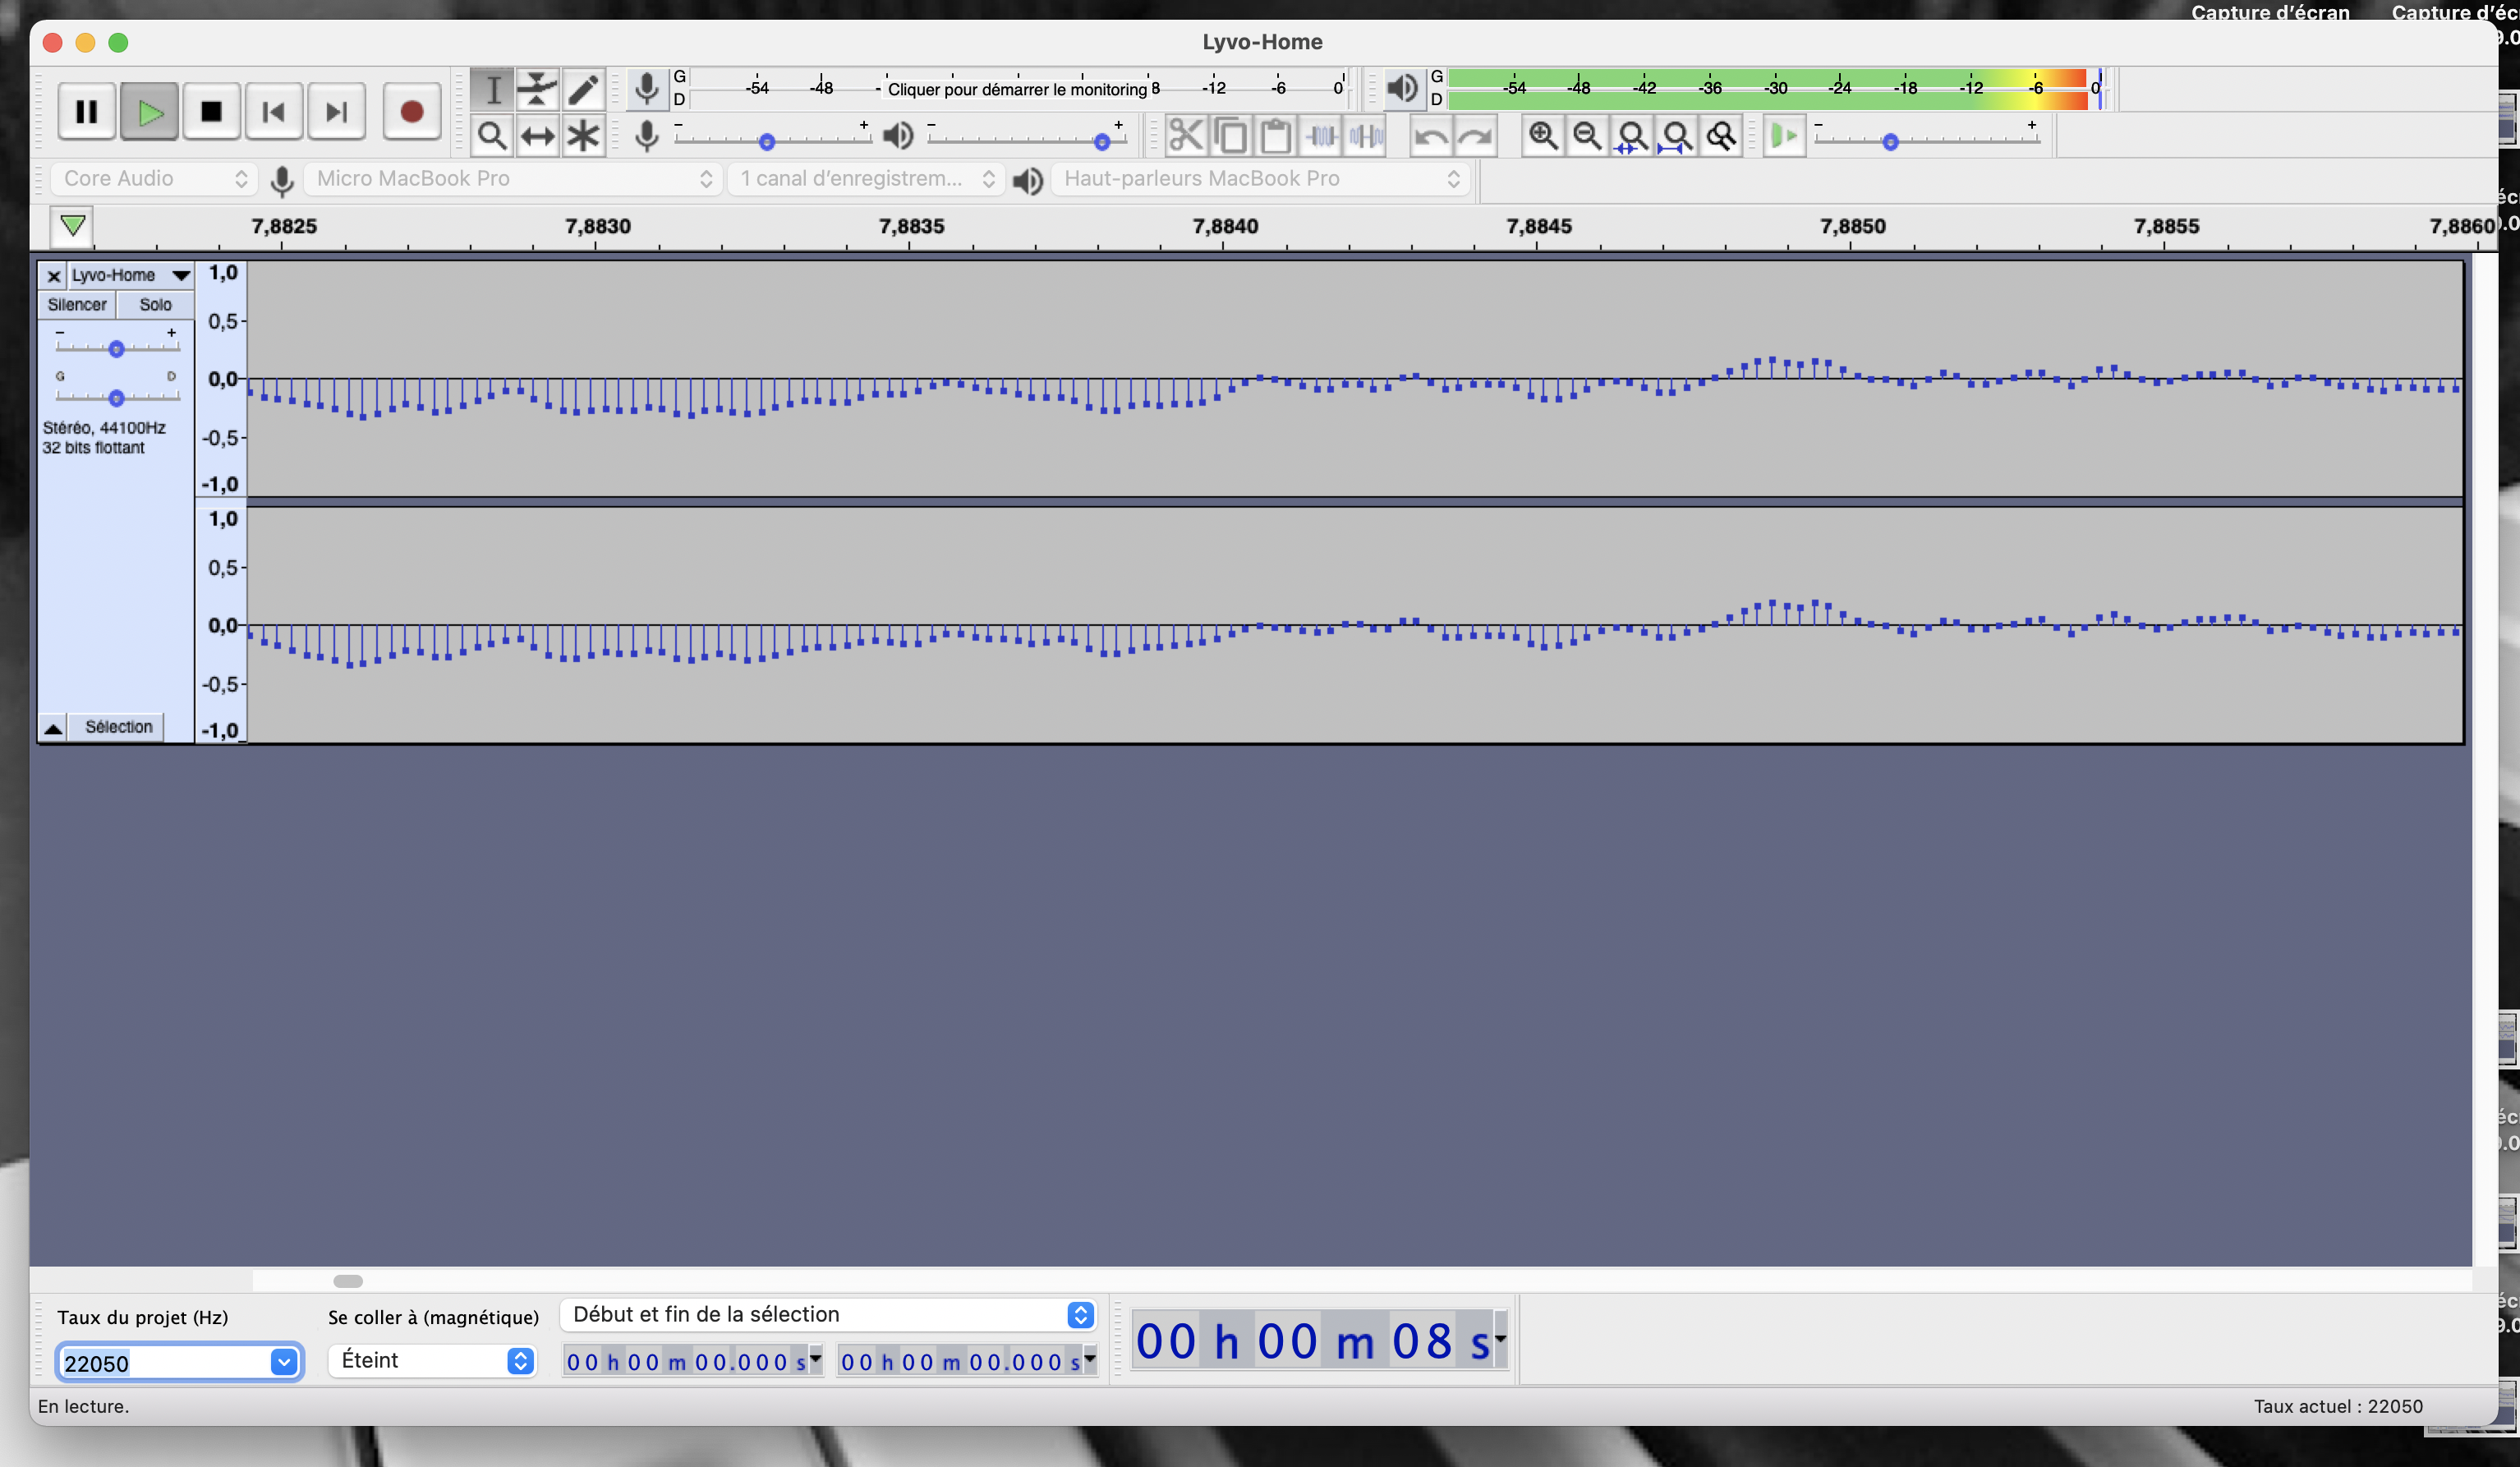 Capture d’écran Capture d’éc
Lyvo-Home
G -54 -48 - Cliquer pour démarrer le monitoring 8 -12 -6 0
D
G -54 -48 -42 -36 -30 -24 -18 -12 -6 0
D
- + - + - +
Core Audio Micro MacBook Pro 1 canal d’enregistrem... Haut-parleurs MacBook Pro
7,8825 7,8830 7,8835 7,8840 7,8845 7,8850 7,8855 7,8860
Lyvo-Home
Silencer Solo
- +
G D
Stéréo, 44100Hz
32 bits flottant
Sélection
1,0
0,5-
0,0-
-0,5-
-1,0
1,0
0,5-
0,0-
-0,5-
-1,0
Taux du projet (Hz) Se coller à (magnétique) Début et fin de la sélection
22050 Éteint 00 h 00 m 00.000 s 00 h 00 m 00.000 s
00 h 00 m 08 s
En lecture. Taux actuel : 22050